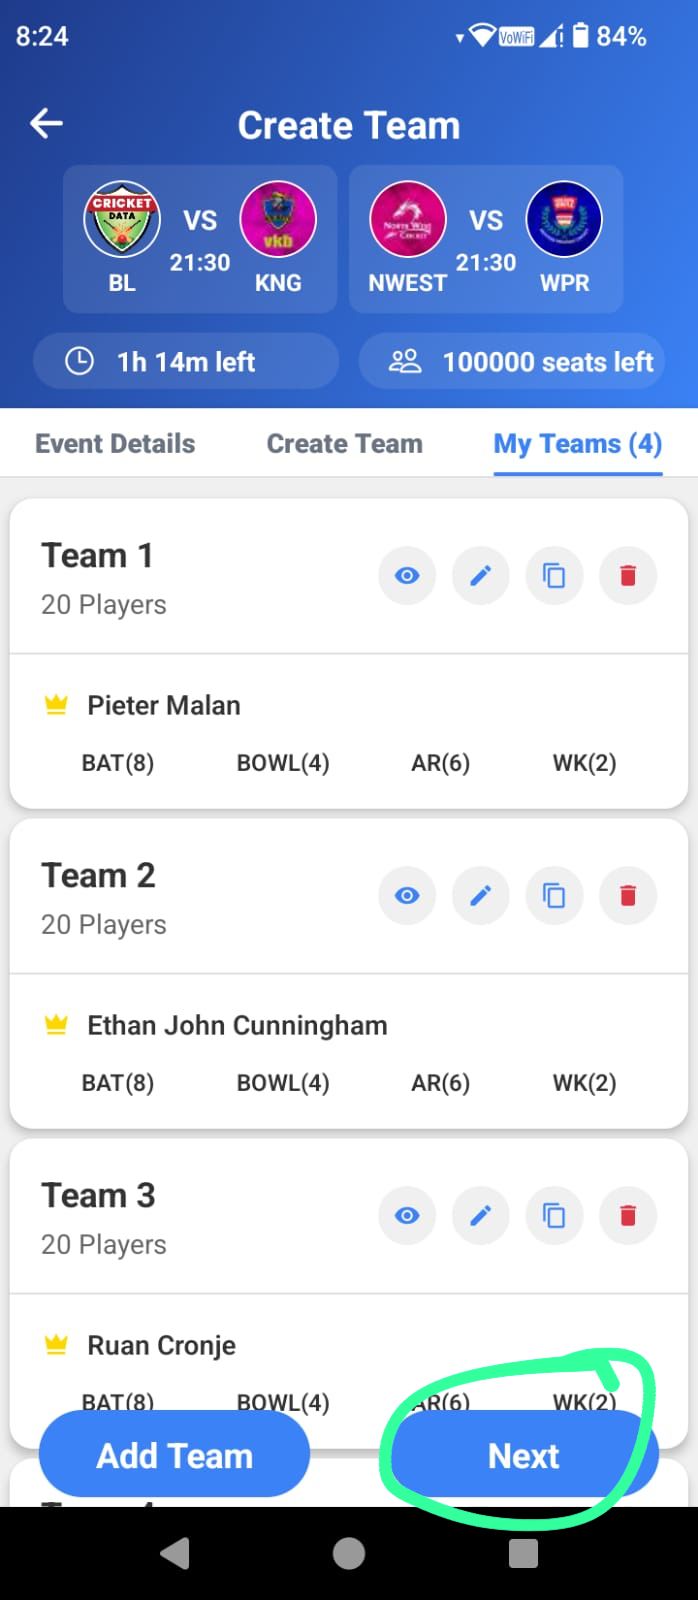 8:24 VoWiFi 84%
Create Team
CRICKET DATA VS vkb North West Cricket VS
21:30 21:30
BL KNG NWEST WPR
1h 14m left 100000 seats left
Event Details Create Team My Teams (4)
Team 1
20 Players
Pieter Malan
BAT(8) BOWL(4) AR(6) WK(2)
Team 2
20 Players
Ethan John Cunningham
BAT(8) BOWL(4) AR(6) WK(2)
Team 3
20 Players
Ruan Cronje
BAT(8) BOWL(4) AR(6) WK(2)
Add Team Next